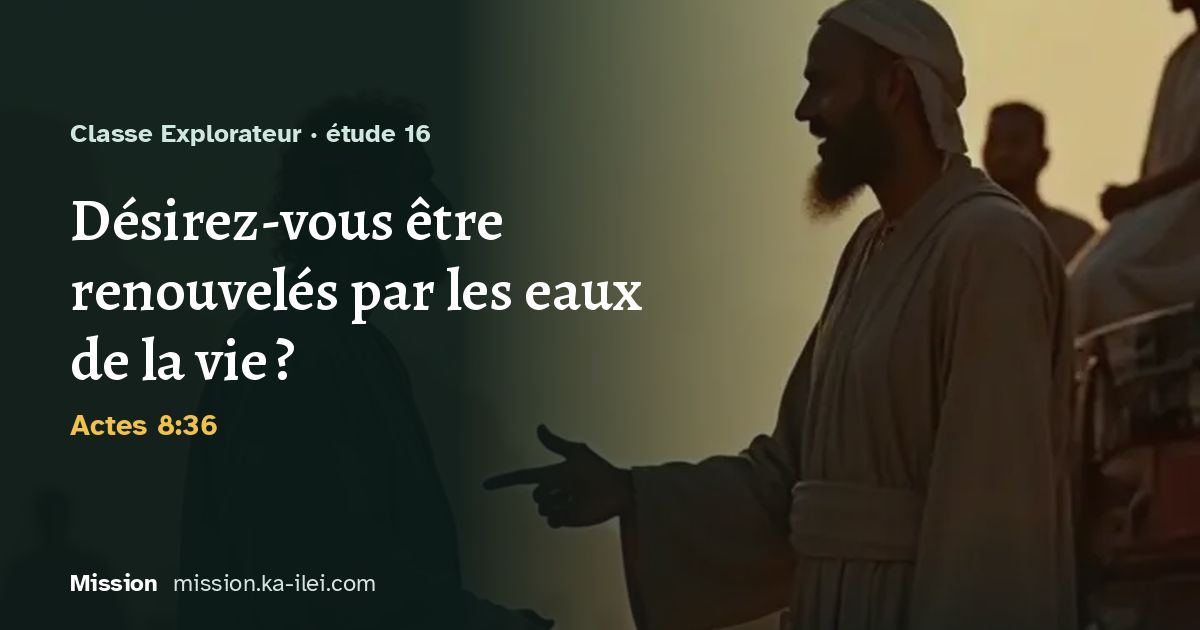 Classe Explorateur · étude 16
Désirez-vous être
renouvelés par les eaux
de la vie ?
Actes 8:36
Mission mission.ka-ilei.com